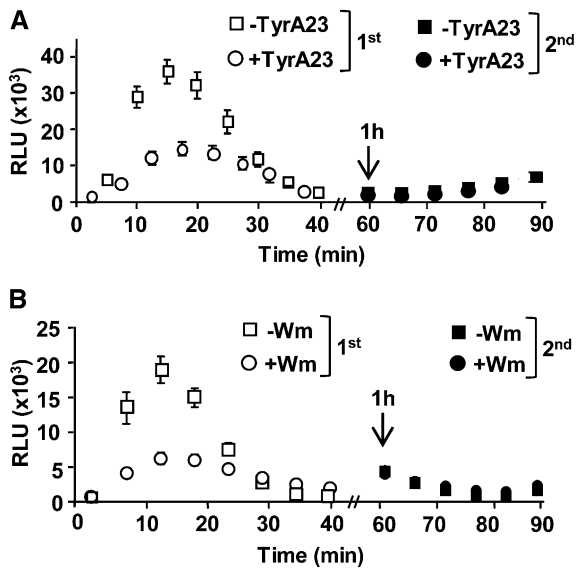 A
-TyrA23
+TyrA23
1st
-TyrA23
+TyrA23
2nd
RLU (x10³)
40
30
20
10
0
1h
0 10 20 30 40 60 70 80 90
Time (min)
B
-Wm
+Wm
1st
-Wm
+Wm
2nd
RLU (x10³)
25
20
15
10
5
0
1h
0 10 20 30 40 60 70 80 90
Time (min)